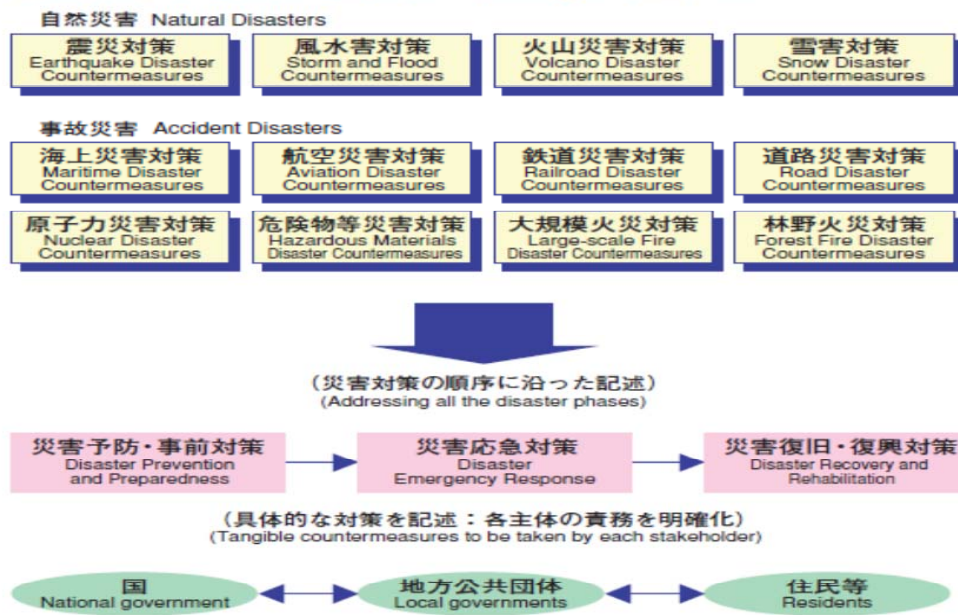 自然災害 Natural Disasters
震災対策
Earthquake Disaster
Countermeasures
風水害対策
Storm and Flood
Countermeasures
火山災害対策
Volcano Disaster
Countermeasures
雪害対策
Snow Disaster
Countermeasures
事故災害 Accident Disasters
海上災害対策
Maritime Disaster
Countermeasures
航空災害対策
Aviation Disaster
Countermeasures
鉄道災害対策
Railroad Disaster
Countermeasures
道路災害対策
Road Disaster
Countermeasures
原子力災害対策
Nuclear Disaster
Countermeasures
危険物等災害対策
Hazardous Materials
Disaster Countermeasures
大規模火災対策
Large-scale Fire
Disaster Countermeasures
林野火災対策
Forest Fire Disaster
Countermeasures
(災害対策の順序に沿った記述)
(Addressing all the disaster phases)
災害予防・事前対策
Disaster Prevention
and Preparedness
災害応急対策
Disaster
Emergency Response
災害復旧・復興対策
Disaster Recovery and
Rehabilitation
(具体的な対策を記述：各主体の責務を明確化)
(Tangible countermeasures to be taken by each stakeholder)
国
National government
地方公共団体
Local governments
住民等
Residents